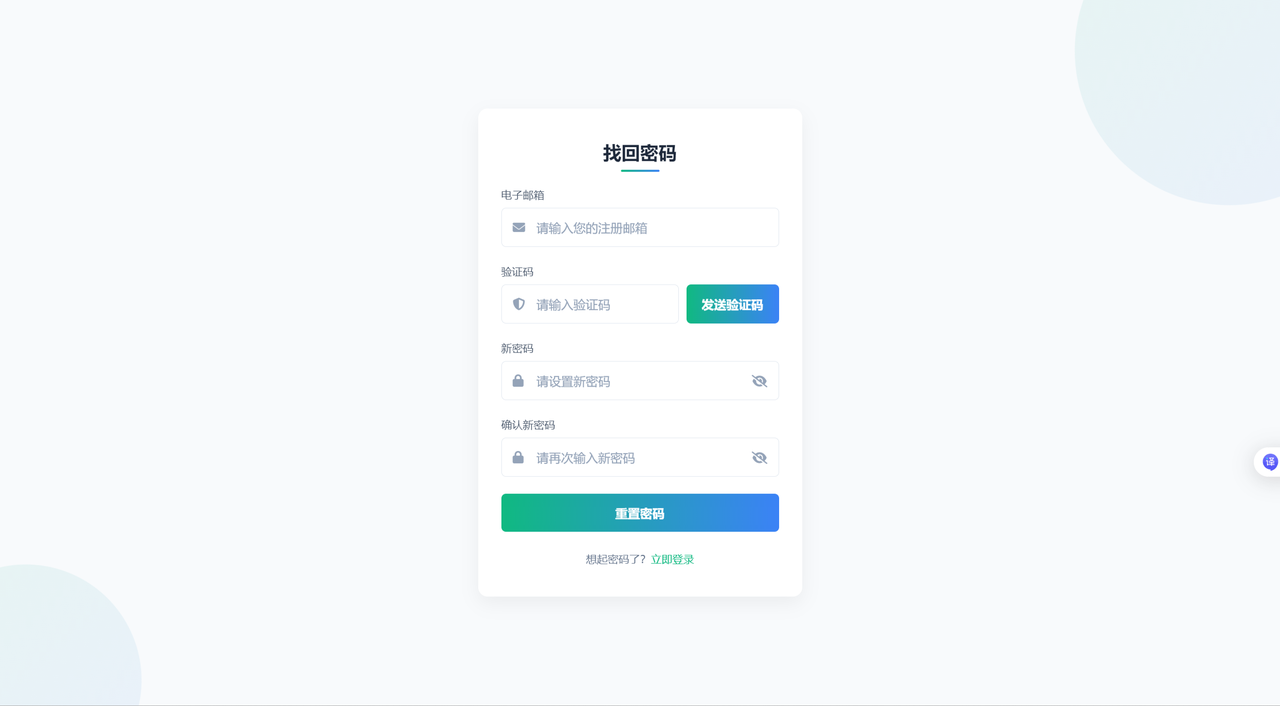 找回密码
电子邮箱
请输入您的注册邮箱
验证码
请输入验证码 发送验证码
新密码
请设置新密码
确认新密码
请再次输入新密码
重置密码
想起密码了？立即登录
译